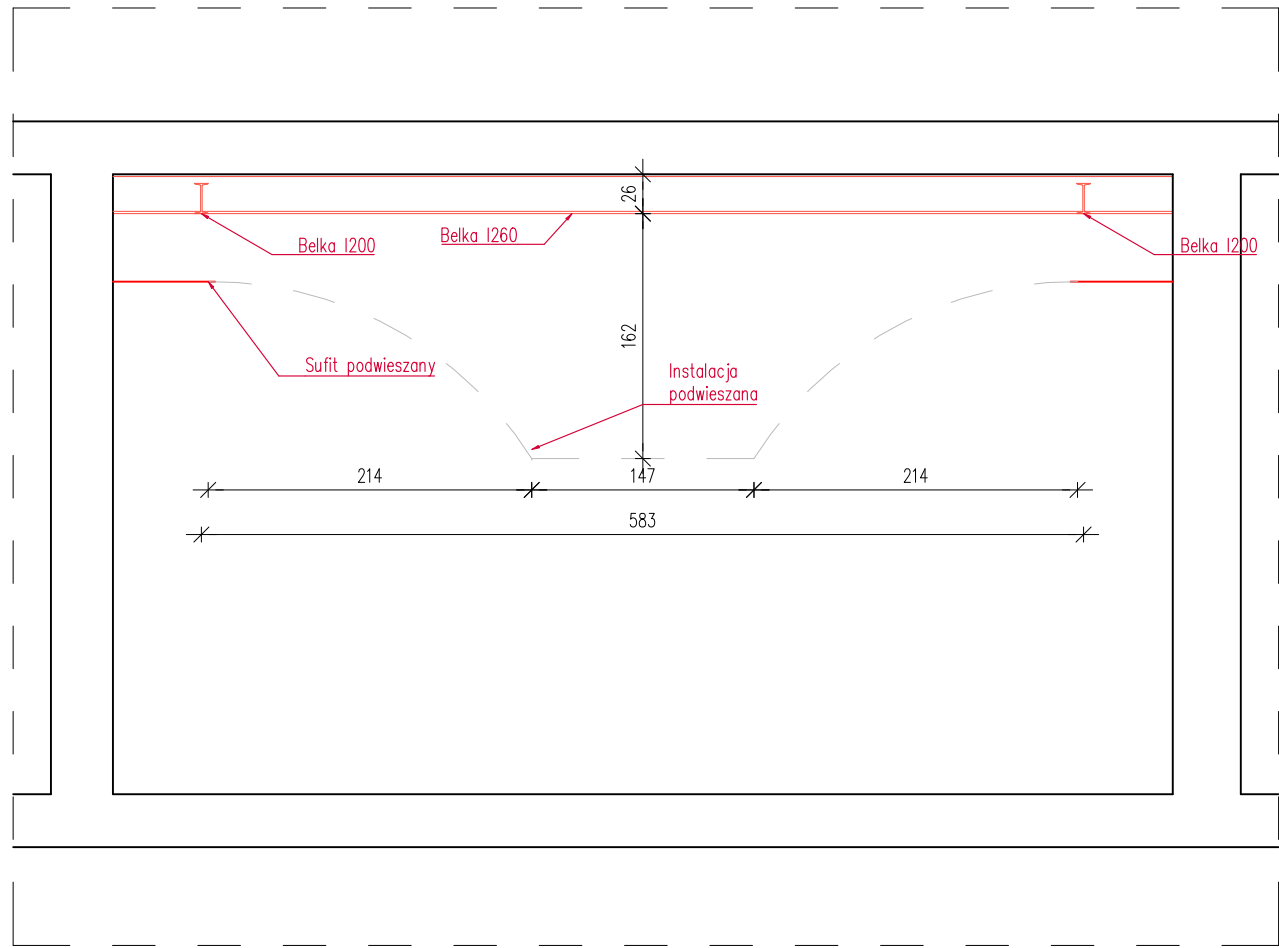 26
Belka I200
Belka I260
Belka I200
162
Sufit podwieszany
Instalacja
podwieszana
214
147
214
583